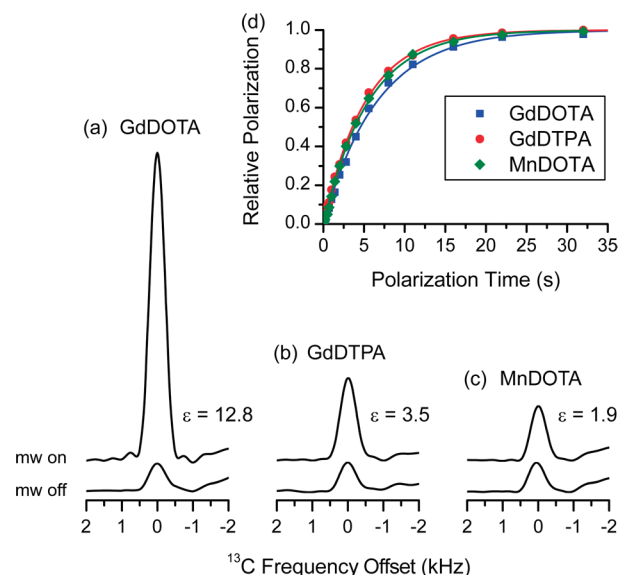 (d)
Relative Polarization
1.0
0.8
0.6
0.4
0.2
0.0
GdDOTA
GdDTPA
MnDOTA
0 5 10 15 20 25 30 35
Polarization Time (s)
(a) GdDOTA
ε = 12.8
(b) GdDTPA
ε = 3.5
(c) MnDOTA
ε = 1.9
mw on
mw off
2 1 0 -1 -2
2 1 0 -1 -2
2 1 0 -1 -2
¹³C Frequency Offset (kHz)